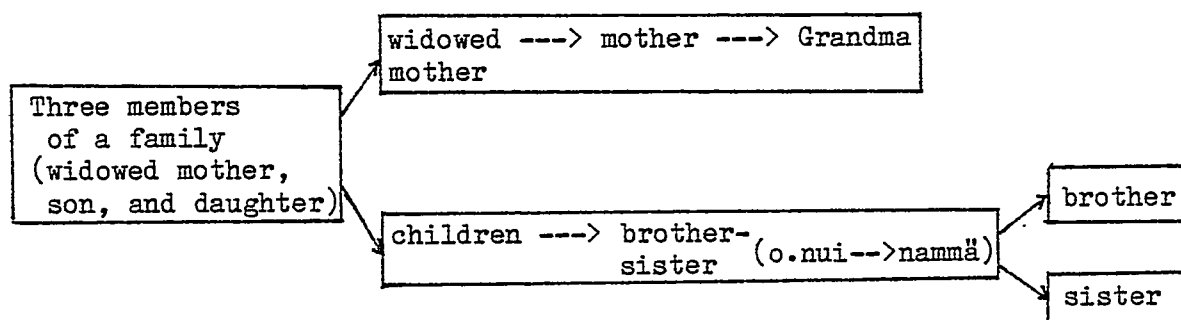 widowed ---> mother ---> Grandma
mother
Three members
of a family
(widowed mother,
son, and daughter)
children ---> brother-
sister (o.nui-->nammä)
brother
sister